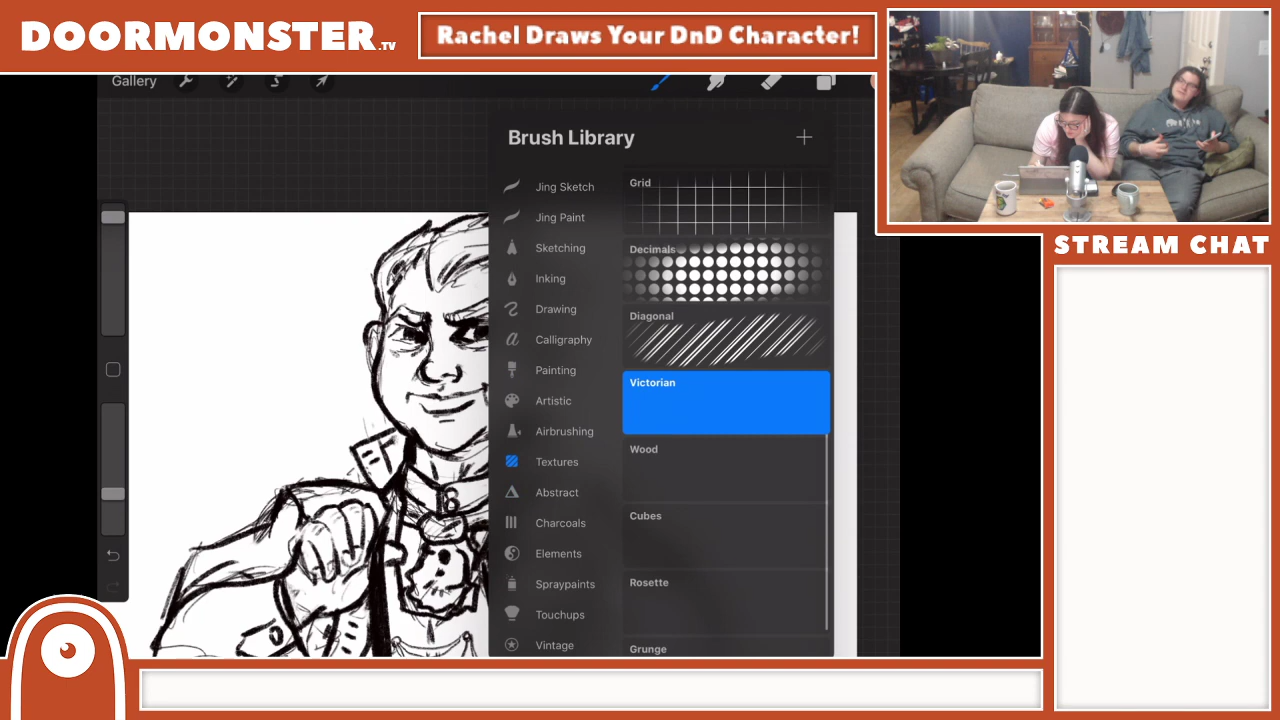 DOORMONSTER.TV
Rachel Draws Your DnD Character!
Gallery
Brush Library
Jing Sketch
Jing Paint
Sketching
Inking
Drawing
Calligraphy
Painting
Artistic
Airbrushing
Textures
Abstract
Charcoals
Elements
Spraypaints
Touchups
Vintage
Grid
Decimals
Diagonal
Victorian
Wood
Cubes
Rosette
Grunge
STREAM CHAT